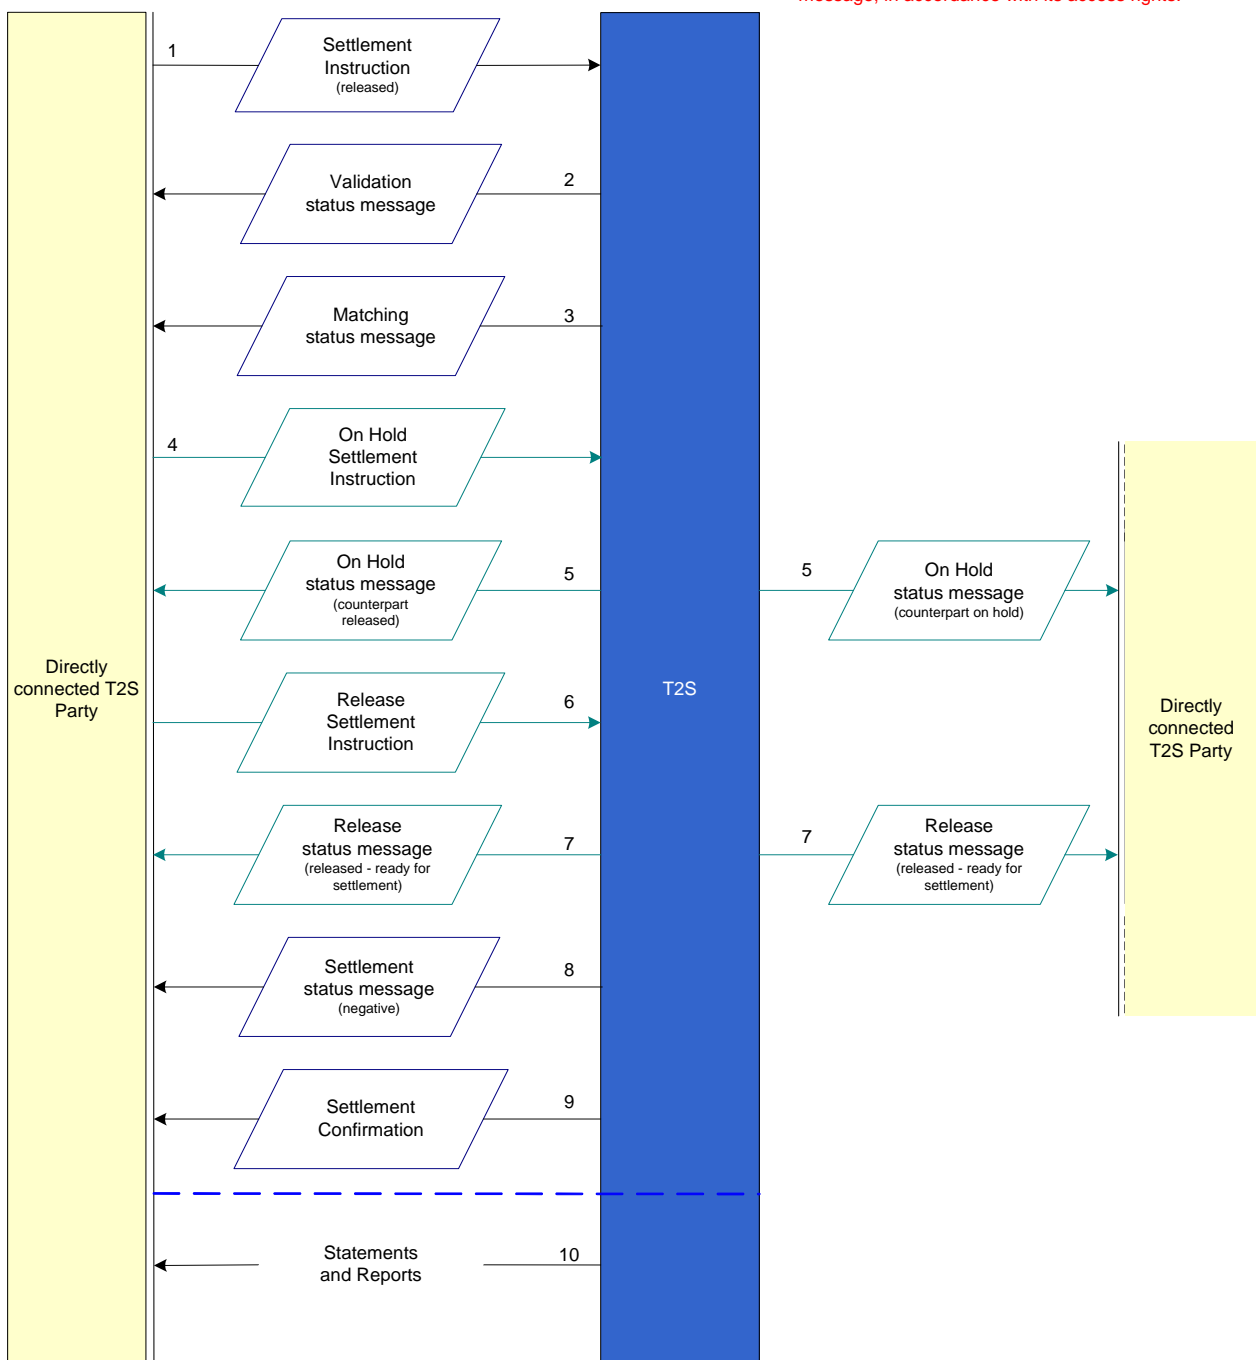 1
Settlement
Instruction
(released)
Validation
status message
2
Matching
status message
3
4
On Hold
Settlement
Instruction
On Hold
status message
(counterpart
released)
5
5
On Hold
status message
(counterpart on hold)
Directly
connected T2S
Party
Release
Settlement
Instruction
6
T2S
Directly
connected
T2S Party
Release
status message
(released - ready for
settlement)
7
7
Release
status message
(released - ready for
settlement)
Settlement
status message
(negative)
8
Settlement
Confirmation
9
Statements
and Reports
10